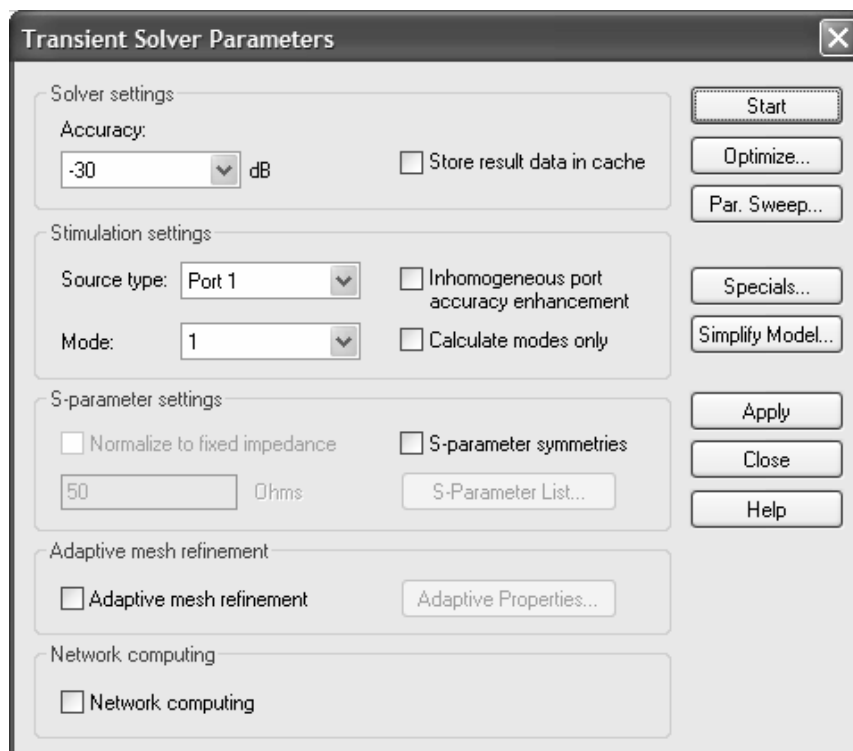 Transient Solver Parameters
Solver settings
Accuracy:
-30 dB
Store result data in cache
Stimulation settings
Source type: Port 1
Inhomogeneous port
accuracy enhancement
Mode: 1
Calculate modes only
S-parameter settings
Normalize to fixed impedance
S-parameter symmetries
50 Ohms
S-Parameter List...
Adaptive mesh refinement
Adaptive mesh refinement
Adaptive Properties...
Network computing
Network computing
Start
Optimize...
Par. Sweep...
Specials...
Simplify Model...
Apply
Close
Help